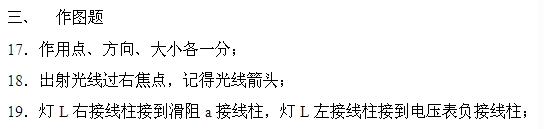 三、 作图题
17．作用点、方向、大小各一分；
18．出射光线过右焦点，记得光线箭头；
19．灯 L 右接线柱接到滑阻 a 接线柱，灯 L 左接线柱接到电压表负接线柱；